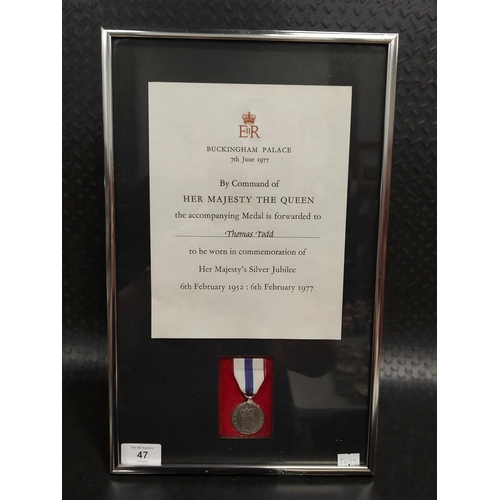 EIIR
BUCKINGHAM PALACE
7th June 1977
By Command of
HER MAJESTY THE QUEEN
the accompanying Medal is forwarded to
Thomas Todd
to be worn in commemoration of
Her Majesty's Silver Jubilee
6th February 1952 : 6th February 1977
47